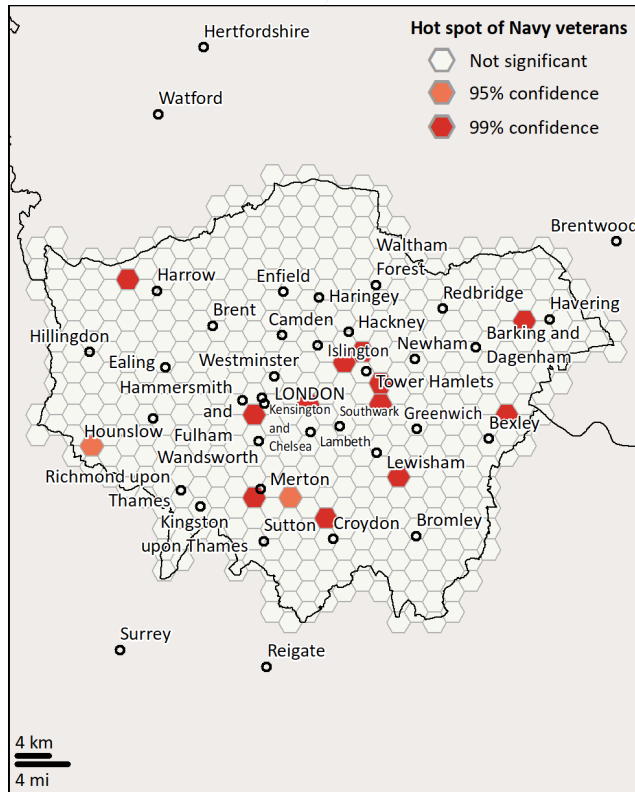 Hertfordshire
Hot spot of Navy veterans
Not significant
95% confidence
99% confidence
Watford
Brentwood
Waltham
Forest
Harrow
Enfield
Haringey
Redbridge
Havering
Brent
Camden
Hackney
Barking and
Dagenham
Hillingdon
Islington
Newham
Ealing
Westminster
Tower Hamlets
Hammersmith
and
Fulham
LONDON
Kensington
and
Chelsea
Southwark
Greenwich
Hounslow
Lambeth
Bexley
Wandsworth
Lewisham
Richmond upon
Thames
Merton
Kingston
upon Thames
Sutton
Croydon
Bromley
Surrey
Reigate
4 km
4 mi